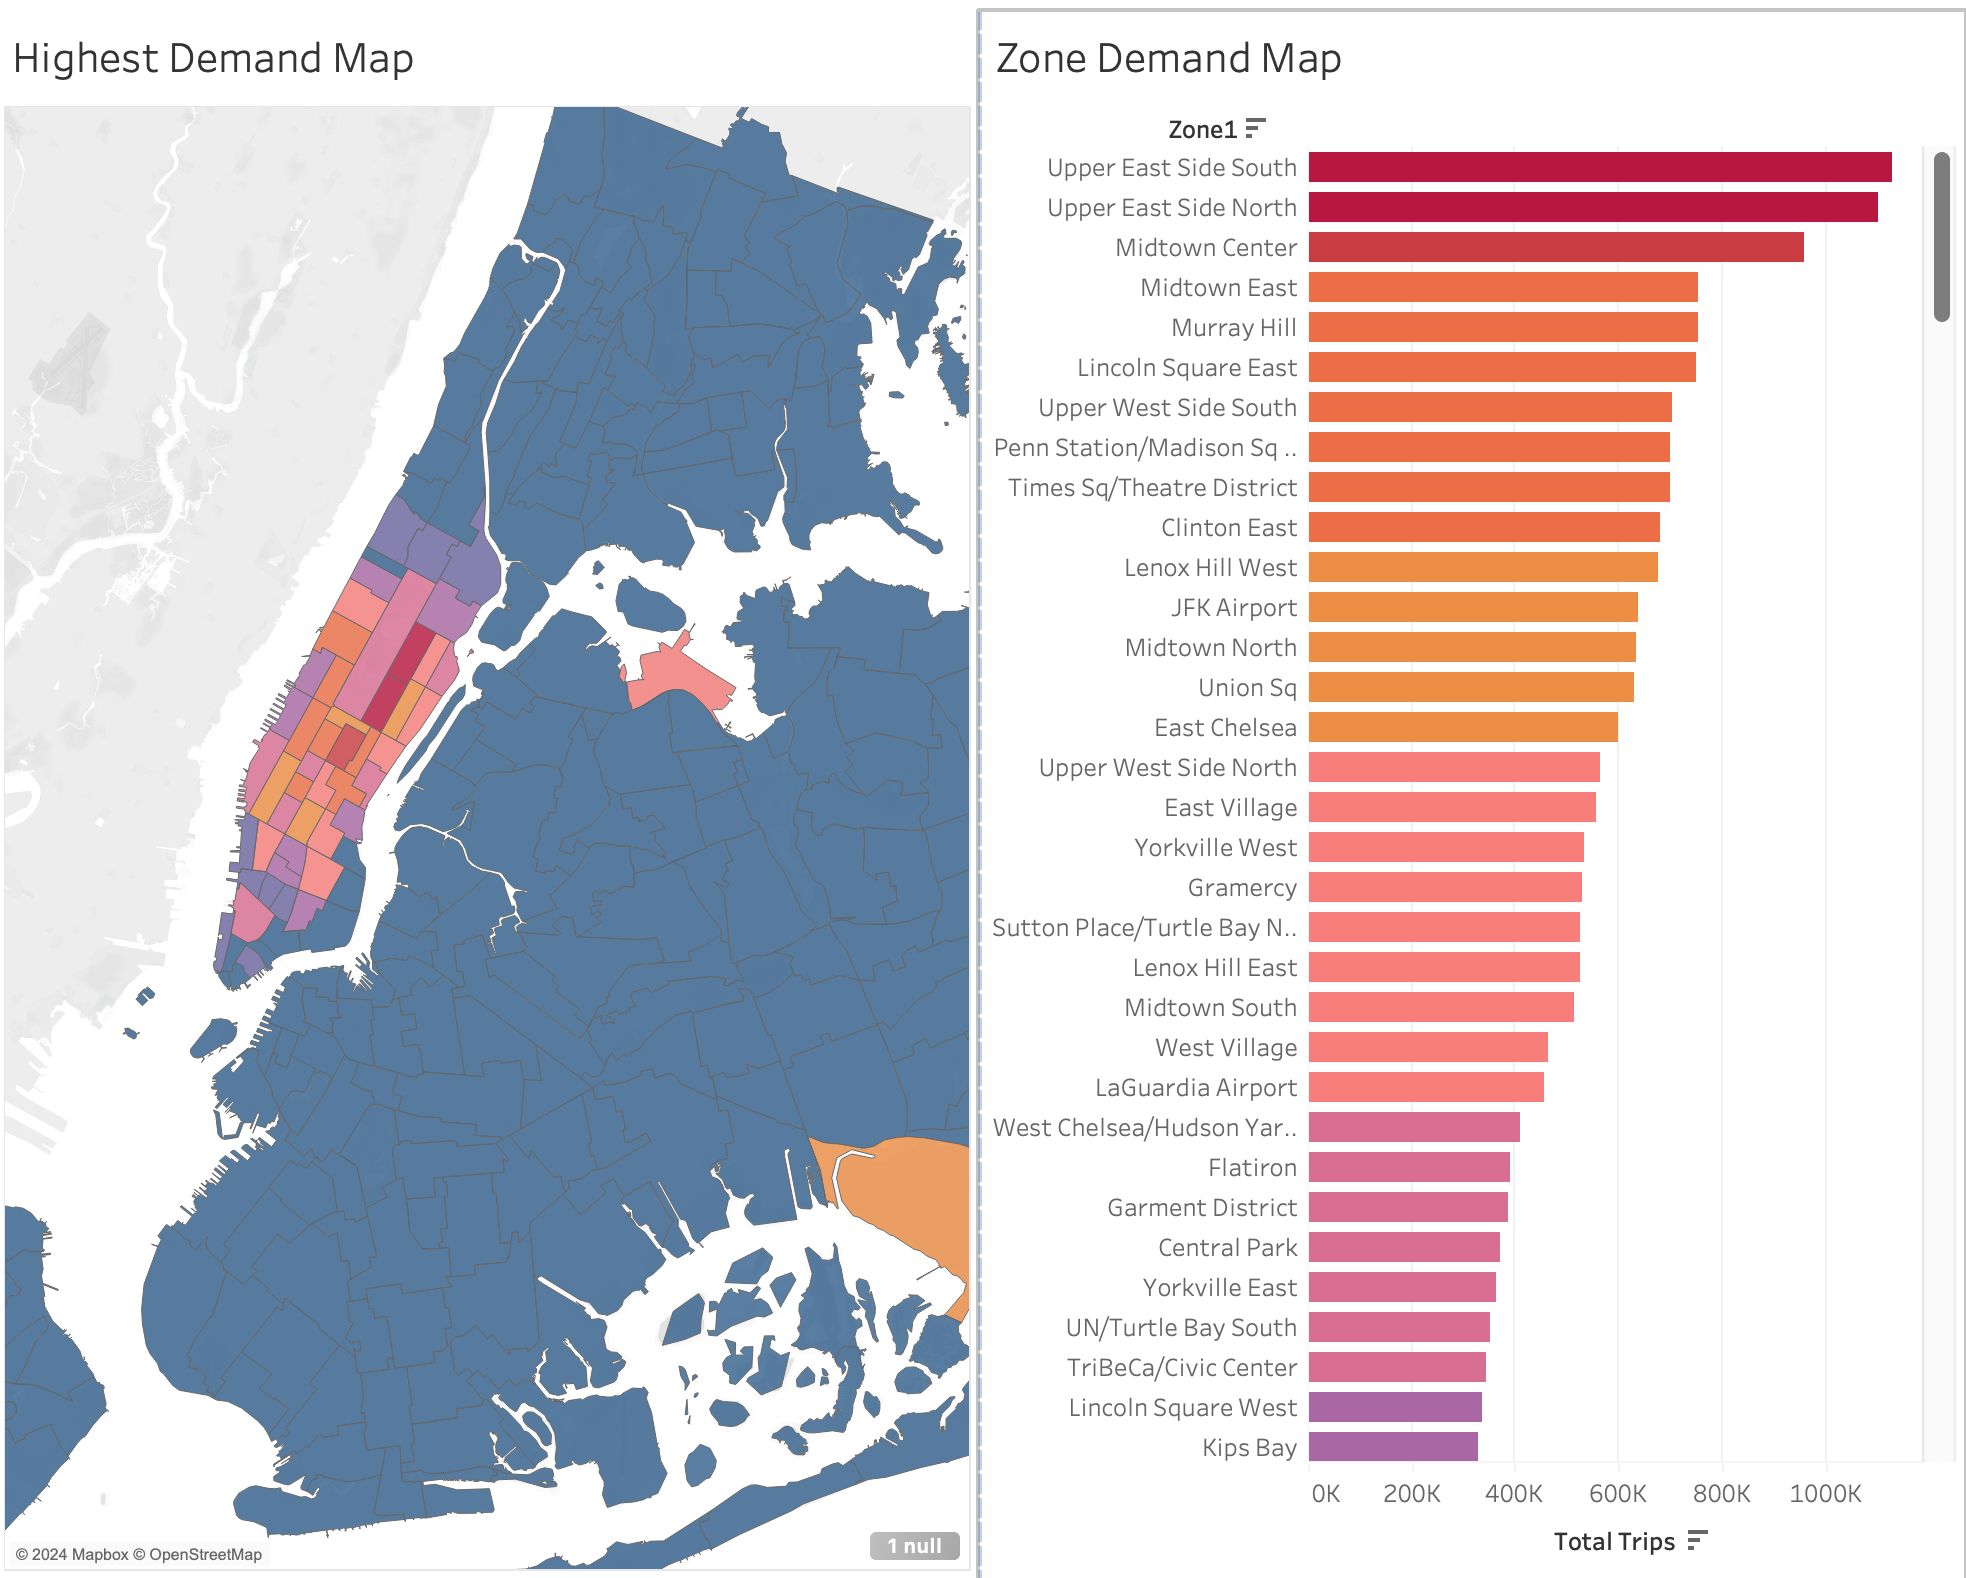 Highest Demand Map
© 2024 Mapbox © OpenStreetMap
1 null
Zone Demand Map
Zone1
Upper East Side South
Upper East Side North
Midtown Center
Midtown East
Murray Hill
Lincoln Square East
Upper West Side South
Penn Station/Madison Sq ..
Times Sq/Theatre District
Clinton East
Lenox Hill West
JFK Airport
Midtown North
Union Sq
East Chelsea
Upper West Side North
East Village
Yorkville West
Gramercy
Sutton Place/Turtle Bay N..
Lenox Hill East
Midtown South
West Village
LaGuardia Airport
West Chelsea/Hudson Yar..
Flatiron
Garment District
Central Park
Yorkville East
UN/Turtle Bay South
TriBeCa/Civic Center
Lincoln Square West
Kips Bay
0K 200K 400K 600K 800K 1000K
Total Trips